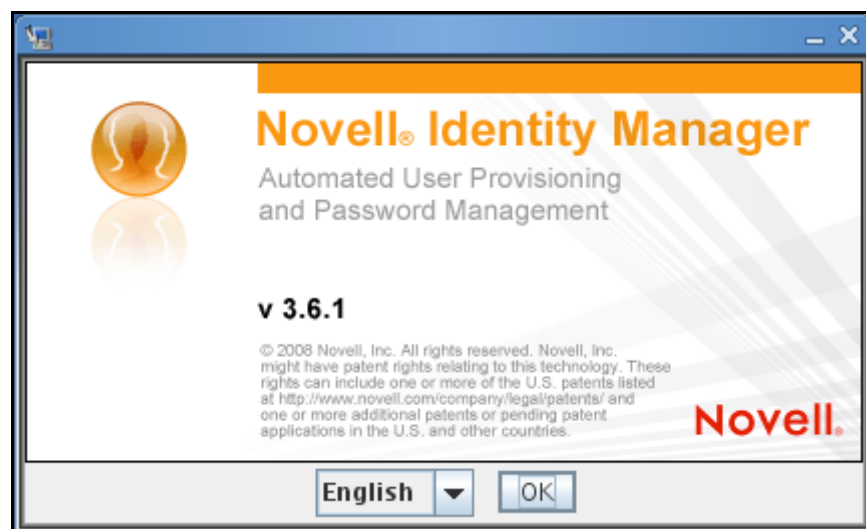 Novell® Identity Manager
Automated User Provisioning
and Password Management
v 3.6.1
© 2008 Novell, Inc. All rights reserved. Novell, Inc.
might have patent rights relating to this technology. These
rights can include one or more of the U.S. patents listed
at http://www.novell.com/company/legal/patents/ and
one or more additional patents or pending patent
applications in the U.S. and other countries.
Novell®
English
OK